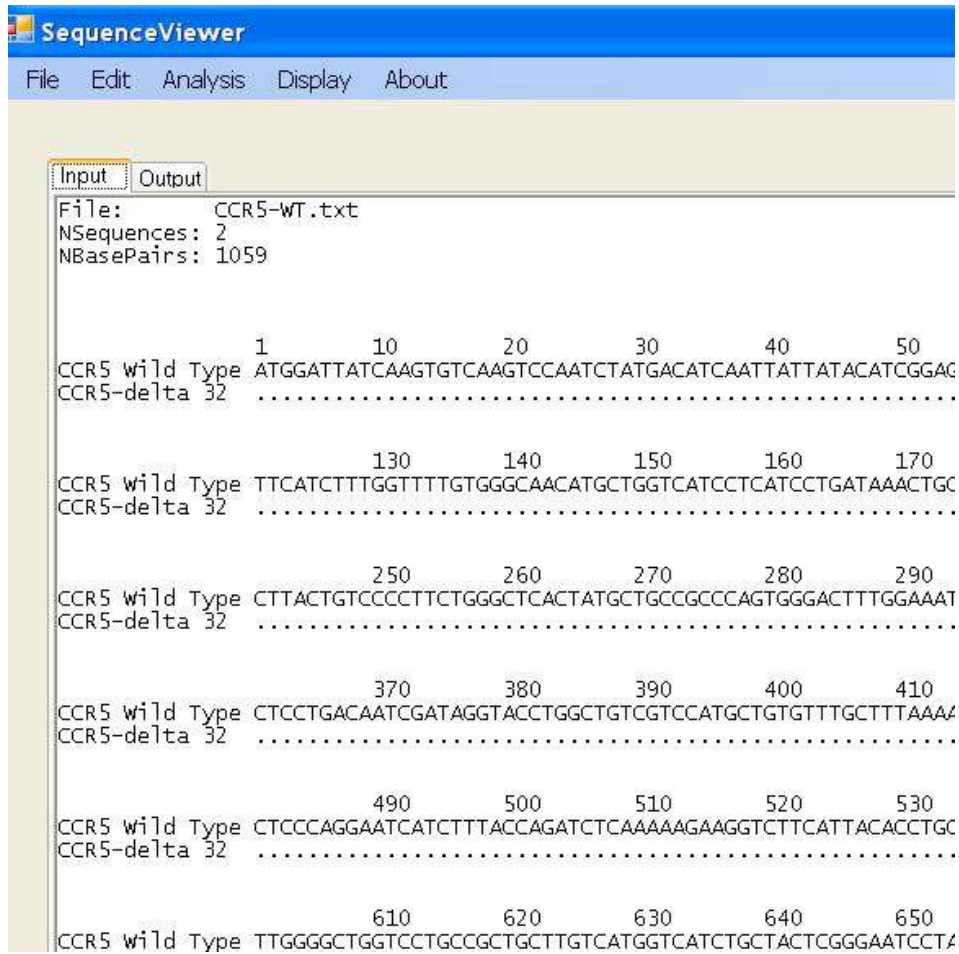 SequenceViewer
File Edit Analysis Display About
Input Output
File: CCR5-WT.txt
NSequences: 2
NBasePairs: 1059
1 10 20 30 40 50
CCR5 Wild Type ATGGATTATCAAGTGTCAAGTCCAATCTATGACATCAATTATTATACATCGGAG
CCR5-delta 32 ......................................................
130 140 150 160 170
CCR5 Wild Type TTCATCTTTGGTTTTGTGGGCAACATGCTGGTCATCCTCATCCTGATAAACTGC
CCR5-delta 32 ......................................................
250 260 270 280 290
CCR5 Wild Type CTTACTGTCCCCTTCTGGGCTCACTATGCTGCCGCCCAGTGGGACTTTGGAAAT
CCR5-delta 32 ......................................................
370 380 390 400 410
CCR5 Wild Type CTCCTGACAATCGATAGGTACCTGGCTGTCGTCCATGCTGTGTTTGCTTTAAAA
CCR5-delta 32 ......................................................
490 500 510 520 530
CCR5 Wild Type CTCCCAGGAATCATCTTTACCAGATCTCAAAAAGAAGGTCTTCATTACACCTGC
CCR5-delta 32 ......................................................
610 620 630 640 650
CCR5 Wild Type TTGGGGCTGGTCCTGCCGCTGCTTGTCATGGTCATCTGCTACTCGGGAATCCTA